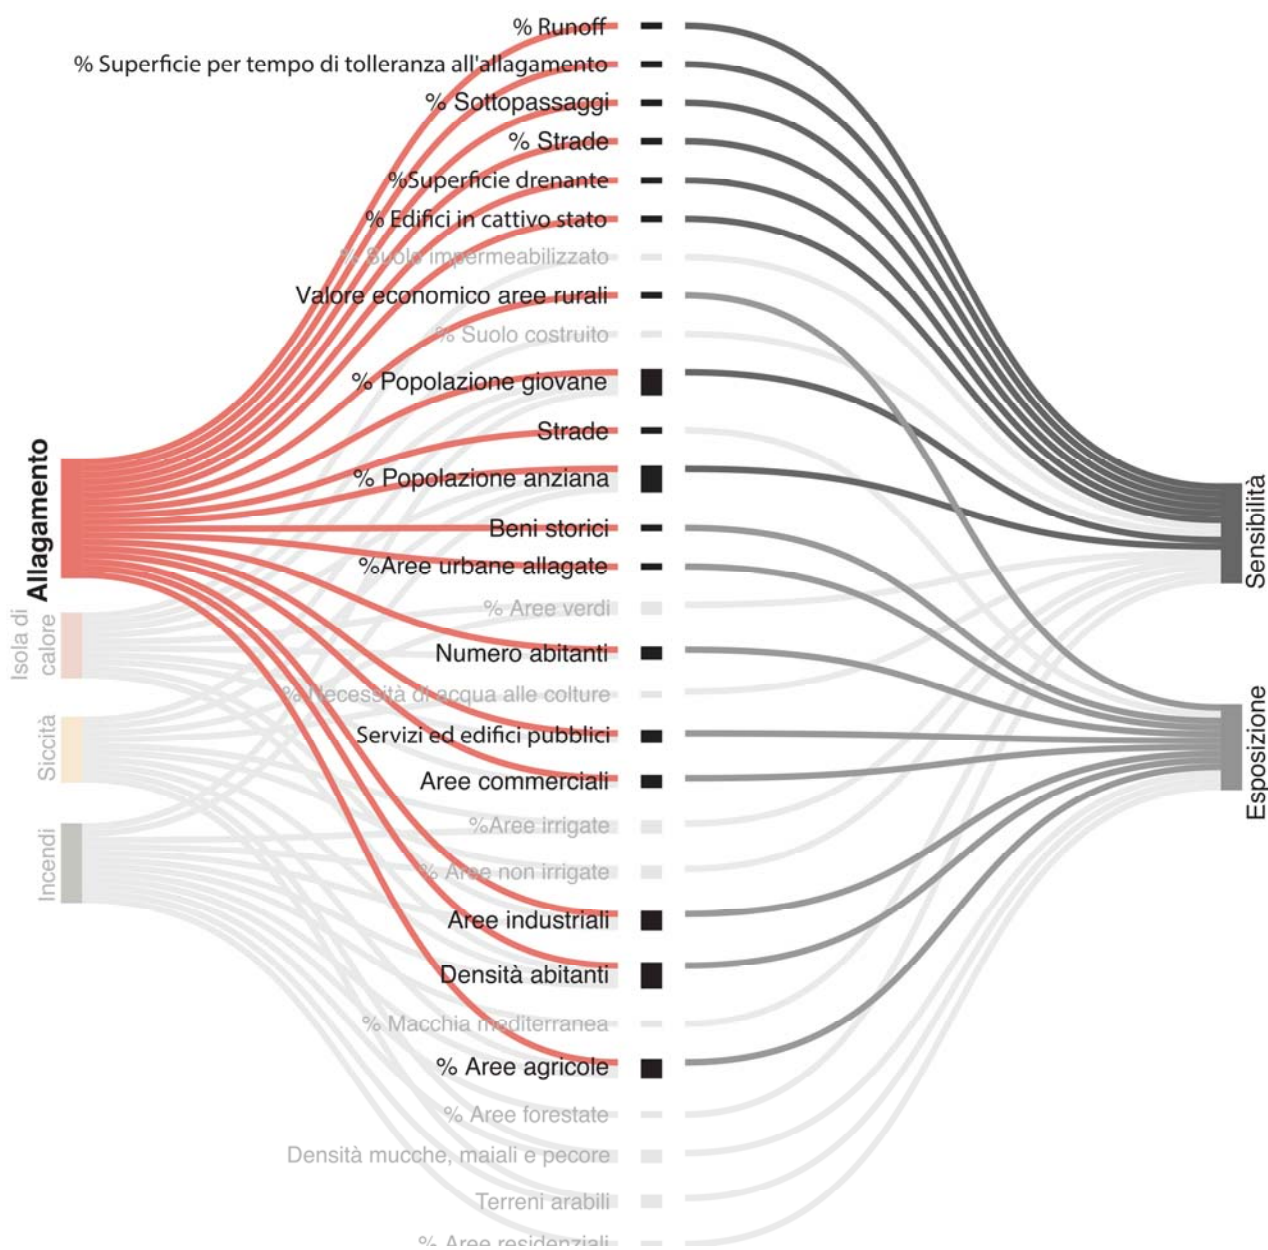 % Runoff
% Superficie per tempo di tolleranza all'allagamento
% Sottopassaggi
% Strade
%Superficie drenante
% Edifici in cattivo stato
% Suolo impermeabilizzato
Valore economico aree rurali
% Suolo costruito
% Popolazione giovane
Strade
% Popolazione anziana
Beni storici
%Aree urbane allagate
% Aree verdi
Numero abitanti
% Necessità di acqua alle colture
Servizi ed edifici pubblici
Aree commerciali
%Aree irrigate
% Aree non irrigate
Aree industriali
Densità abitanti
% Macchia mediterranea
% Aree agricole
% Aree forestate
Densità mucche, maiali e pecore
Terreni arabili
% Aree residenziali
Allagamento
Isola di
calore
Siccità
Incendi
Sensibilità
Esposizione